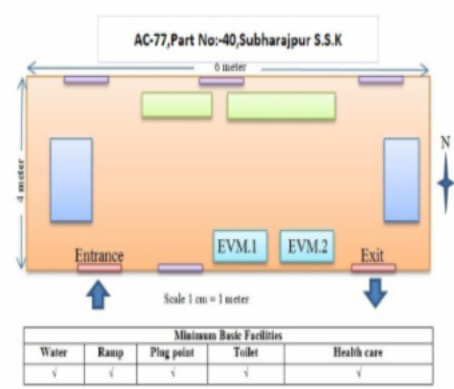 AC-77,Part No:-40,Subharajpur S.S.K
6 meter
4 meter
N
EVM.1 EVM.2
Entrance Exit
Scale 1 cm = 1 meter
Minimum Basic Facilities
Water Ramp Plug point Toilet Health care
√ √ √ √ √